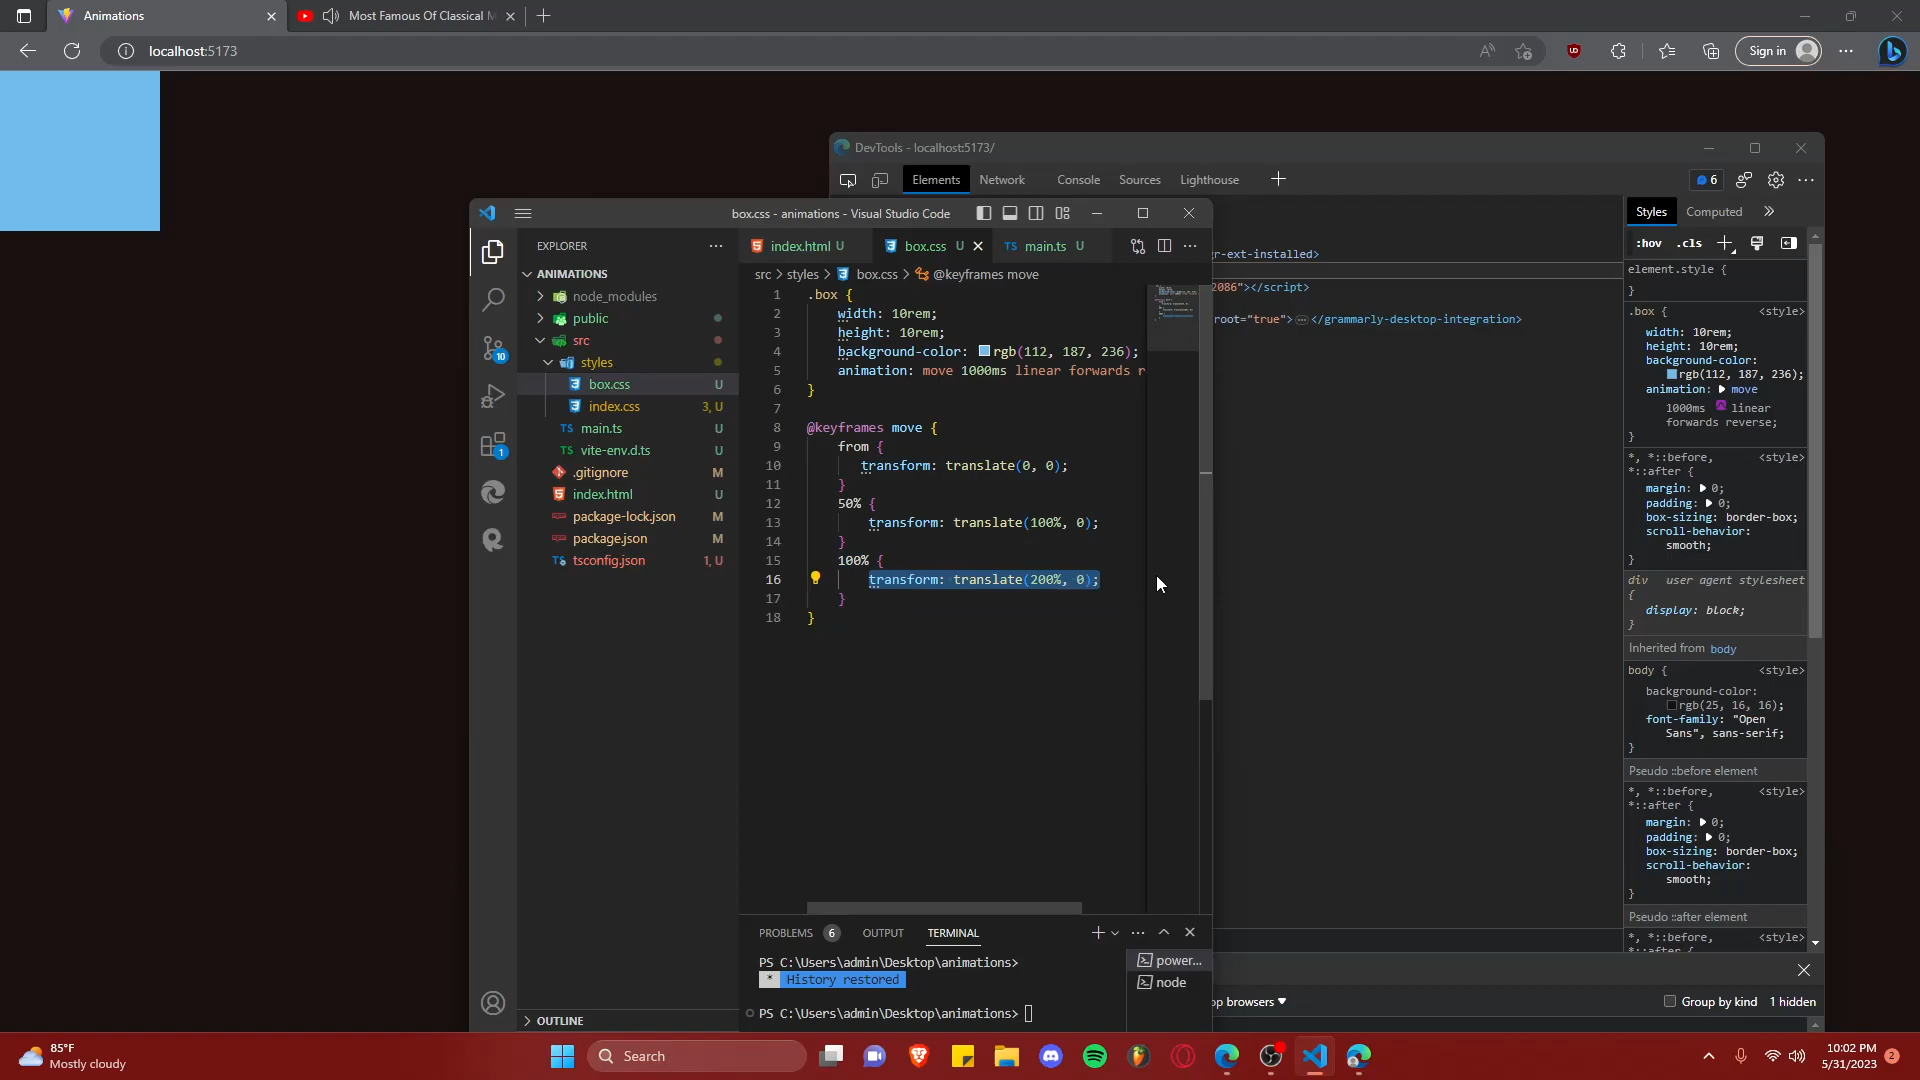 Animations
Most Famous Of Classical M
localhost:5173
Sign in
DevTools - localhost:5173/
Elements
Network
Console
Sources
Lighthouse
6
box.css - animations - Visual Studio Code
Styles
Computed
EXPLORER
index.html U
box.css U
TS main.ts U
:hov .cls
r-ext-installed>
src > styles > box.css > @keyframes move
ANIMATIONS
node_modules
public
src
styles
box.css U
index.css 3, U
TS main.ts U
TS vite-env.d.ts U
.gitignore M
index.html U
package-lock.json M
package.json M
tsconfig.json 1, U
10
1
OUTLINE
1 .box {
2 width: 10rem;
3 height: 10rem;
4 background-color: rgb(112, 187, 236);
5 animation: move 1000ms linear forwards r
6 }
7
8 @keyframes move {
9 from {
10 transform: translate(0, 0);
11 }
12 50% {
13 transform: translate(100%, 0);
14 }
15 100% {
16 transform: translate(200%, 0);
17 }
18 }
2086"></script>
root="true"> </grammarly-desktop-integration>
element.style {
}
.box { <style>
width: 10rem;
height: 10rem;
background-color:
rgb(112, 187, 236);
animation: move
1000ms linear
forwards reverse;
}
*, *::before, <style>
*::after {
margin: 0;
padding: 0;
box-sizing: border-box;
scroll-behavior:
smooth;
}
div user agent stylesheet
{
display: block;
}
Inherited from body
body { <style>
background-color:
rgb(25, 16, 16);
font-family: "Open
Sans", sans-serif;
}
Pseudo ::before element
*, *::before, <style>
*::after {
margin: 0;
padding: 0;
box-sizing: border-box;
scroll-behavior:
smooth;
}
Pseudo ::after element
*, *::before, <style>
*::after {
PROBLEMS 6
OUTPUT
TERMINAL
PS C:\Users\admin\Desktop\animations>
* History restored
PS C:\Users\admin\Desktop\animations>
power...
node
op browsers
Group by kind
1 hidden
85°F
Mostly cloudy
Search
10:02 PM
5/31/2023
2